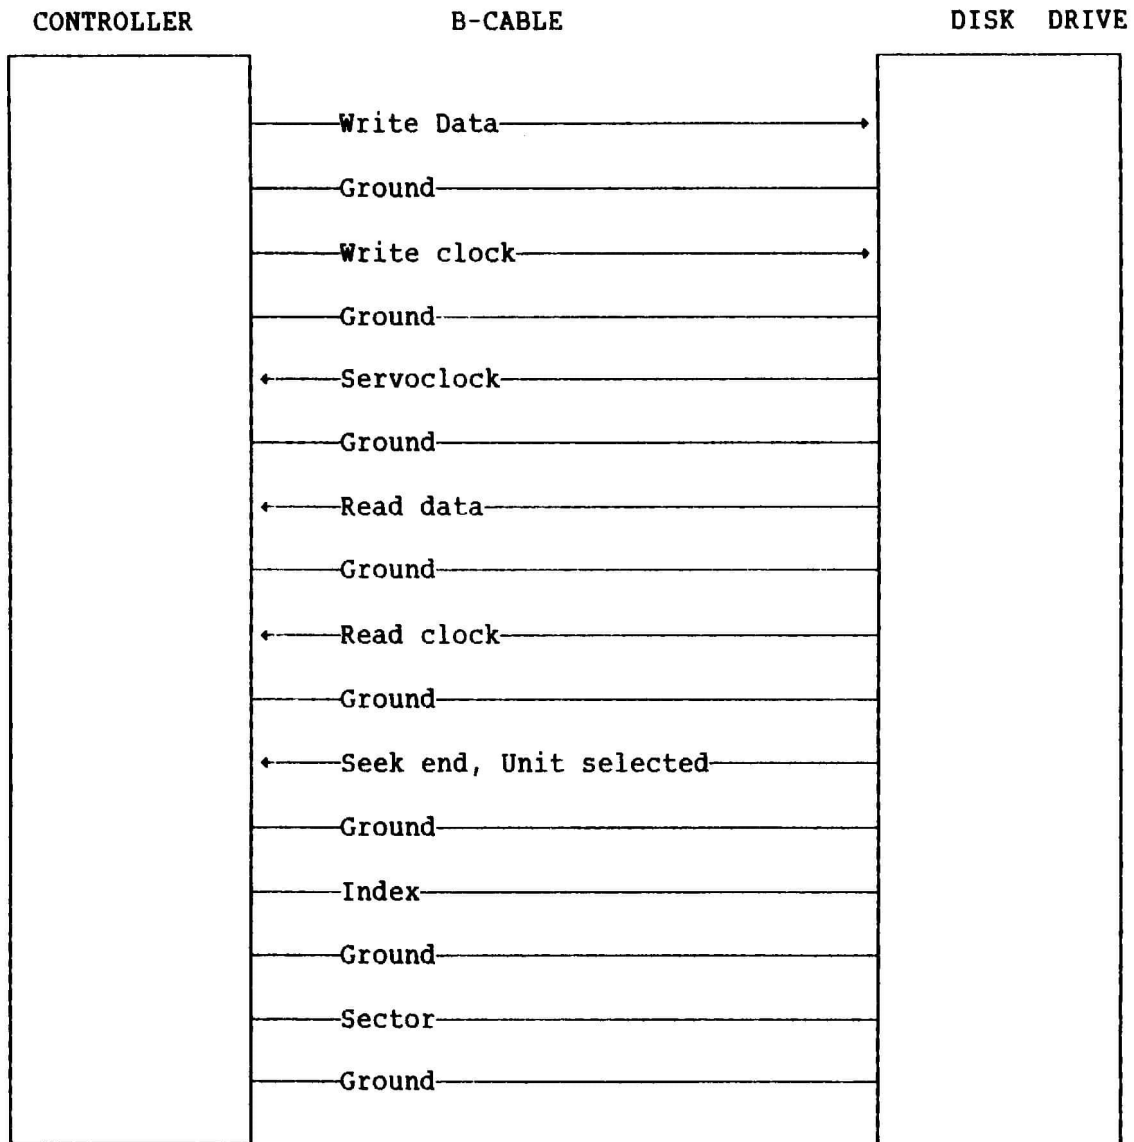 CONTROLLER B-CABLE DISK DRIVE
Write Data
Ground
Write clock
Ground
Servoclock
Ground
Read data
Ground
Read clock
Ground
Seek end, Unit selected
Ground
Index
Ground
Sector
Ground